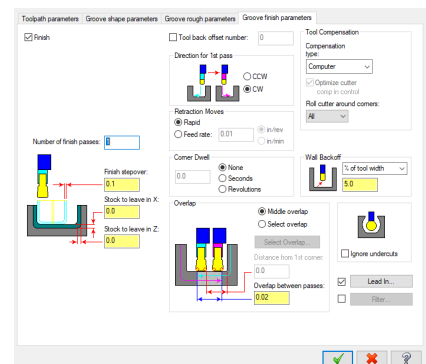 Toolpath parameters Groove shape parameters Groove rough parameters Groove finish parameters
Finish
Tool back offset number: 0
Tool Compensation
Compensation
type:
Computer
Optimize cutter
comp in control
Roll cutter around corners:
All
Direction for 1st pass
CCW
CW
Retraction Moves
Rapid
Feed rate: 0.01 in/rev
in/min
Number of finish passes: 1
Finish stepover:
0.1
Stock to leave in X:
0.0
Stock to leave in Z:
0.0
Corner Dwell
0.0
None
Seconds
Revolutions
Wall Backoff
% of tool width
5.0
Overlap
Middle overlap
Select overlap
Select Overlap...
Distance from 1st corner:
0.0
Overlap between passes:
0.02
Ignore undercuts
Lead In...
Filter...